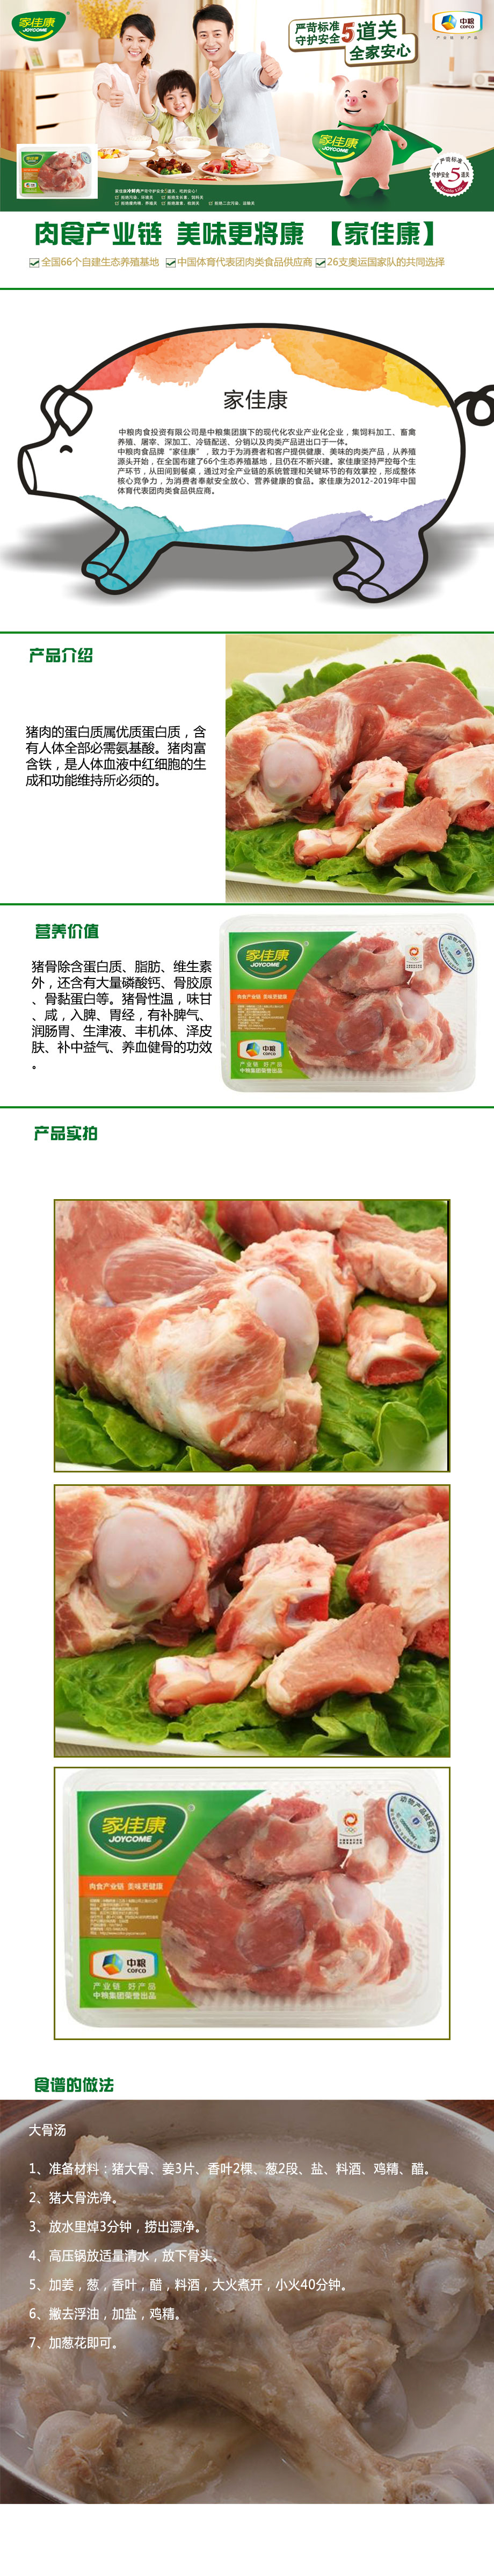 家佳康
JOYCOME
严苛标准
守护安全
5道关
全家安心
中粮
COFCO
产业链 好产品
家佳康
JOYCOME
严苛标准
守护安全5道关
肉食产业链 美味更将康 【家佳康】
全国66个自建生态养殖基地 中国体育代表团肉类食品供应商 26支奥运国家队的共同选择
家佳康
中粮肉食投资有限公司是中粮集团旗下的现代化农业产业化企业，集饲料加工、畜禽
养殖、屠宰、深加工、冷链配送、分销以及肉类产品进出口于一体。
中粮肉食品牌“家佳康”，致力于为消费者和客户提供健康、美味的肉类产品，从养殖
源头开始，在全国布建了66个生态养殖基地，且仍在不断兴建。家佳康坚持严控每个生
产环节，从田间到餐桌，通过对全产业链的系统管理和关键环节的有效掌控，形成整体
核心竞争力，为消费者奉献安全放心、营养健康的食品。家佳康为2012-2019年中国
体育代表团肉类食品供应商。
产品介绍
猪肉的蛋白质属优质蛋白质，含
有人体全部必需氨基酸。猪肉富
含铁，是人体血液中红细胞的生
成和功能维持所必须的。
营养价值
猪骨除含蛋白质、脂肪、维生素
外，还含有大量磷酸钙、骨胶原
、骨黏蛋白等。猪骨性温，味甘
、咸，入脾、胃经，有补脾气、
润肠胃、生津液、丰机体、泽皮
肤、补中益气、养血健骨的功效
。
家佳康
JOYCOME
肉食产业链 美味更健康
中粮
COFCO
产业链 好产品
中粮集团荣誉出品
产品实拍
家佳康
JOYCOME
肉食产业链 美味更健康
动物产品检疫合格
中粮
COFCO
产业链 好产品
中粮集团荣誉出品
食谱的做法
大骨汤
1、准备材料：猪大骨、姜3片、香叶2棵、葱2段、盐、料酒、鸡精、醋。
2、猪大骨洗净。
3、放水里焯3分钟，捞出漂净。
4、高压锅放适量清水，放下骨头。
5、加姜，葱，香叶，醋，料酒，大火煮开，小火40分钟。
6、撇去浮油，加盐，鸡精。
7、加葱花即可。